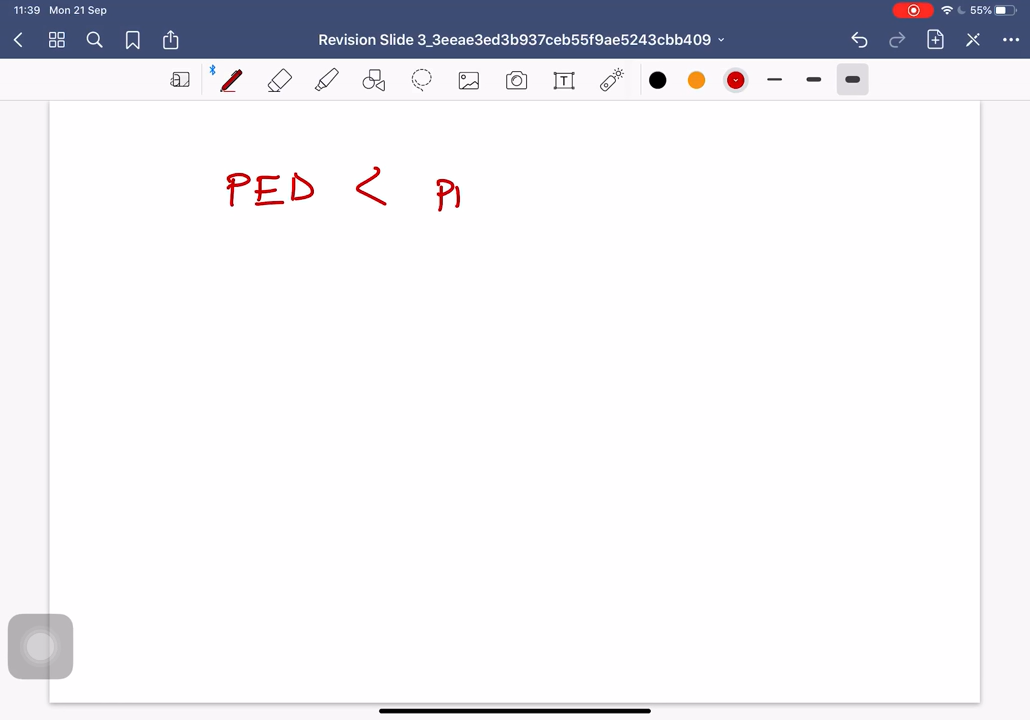 11:39 Mon 21 Sep 55%
Revision Slide 3_3eeae3ed3b937ceb55f9ae5243cbb409
T
PED < PI